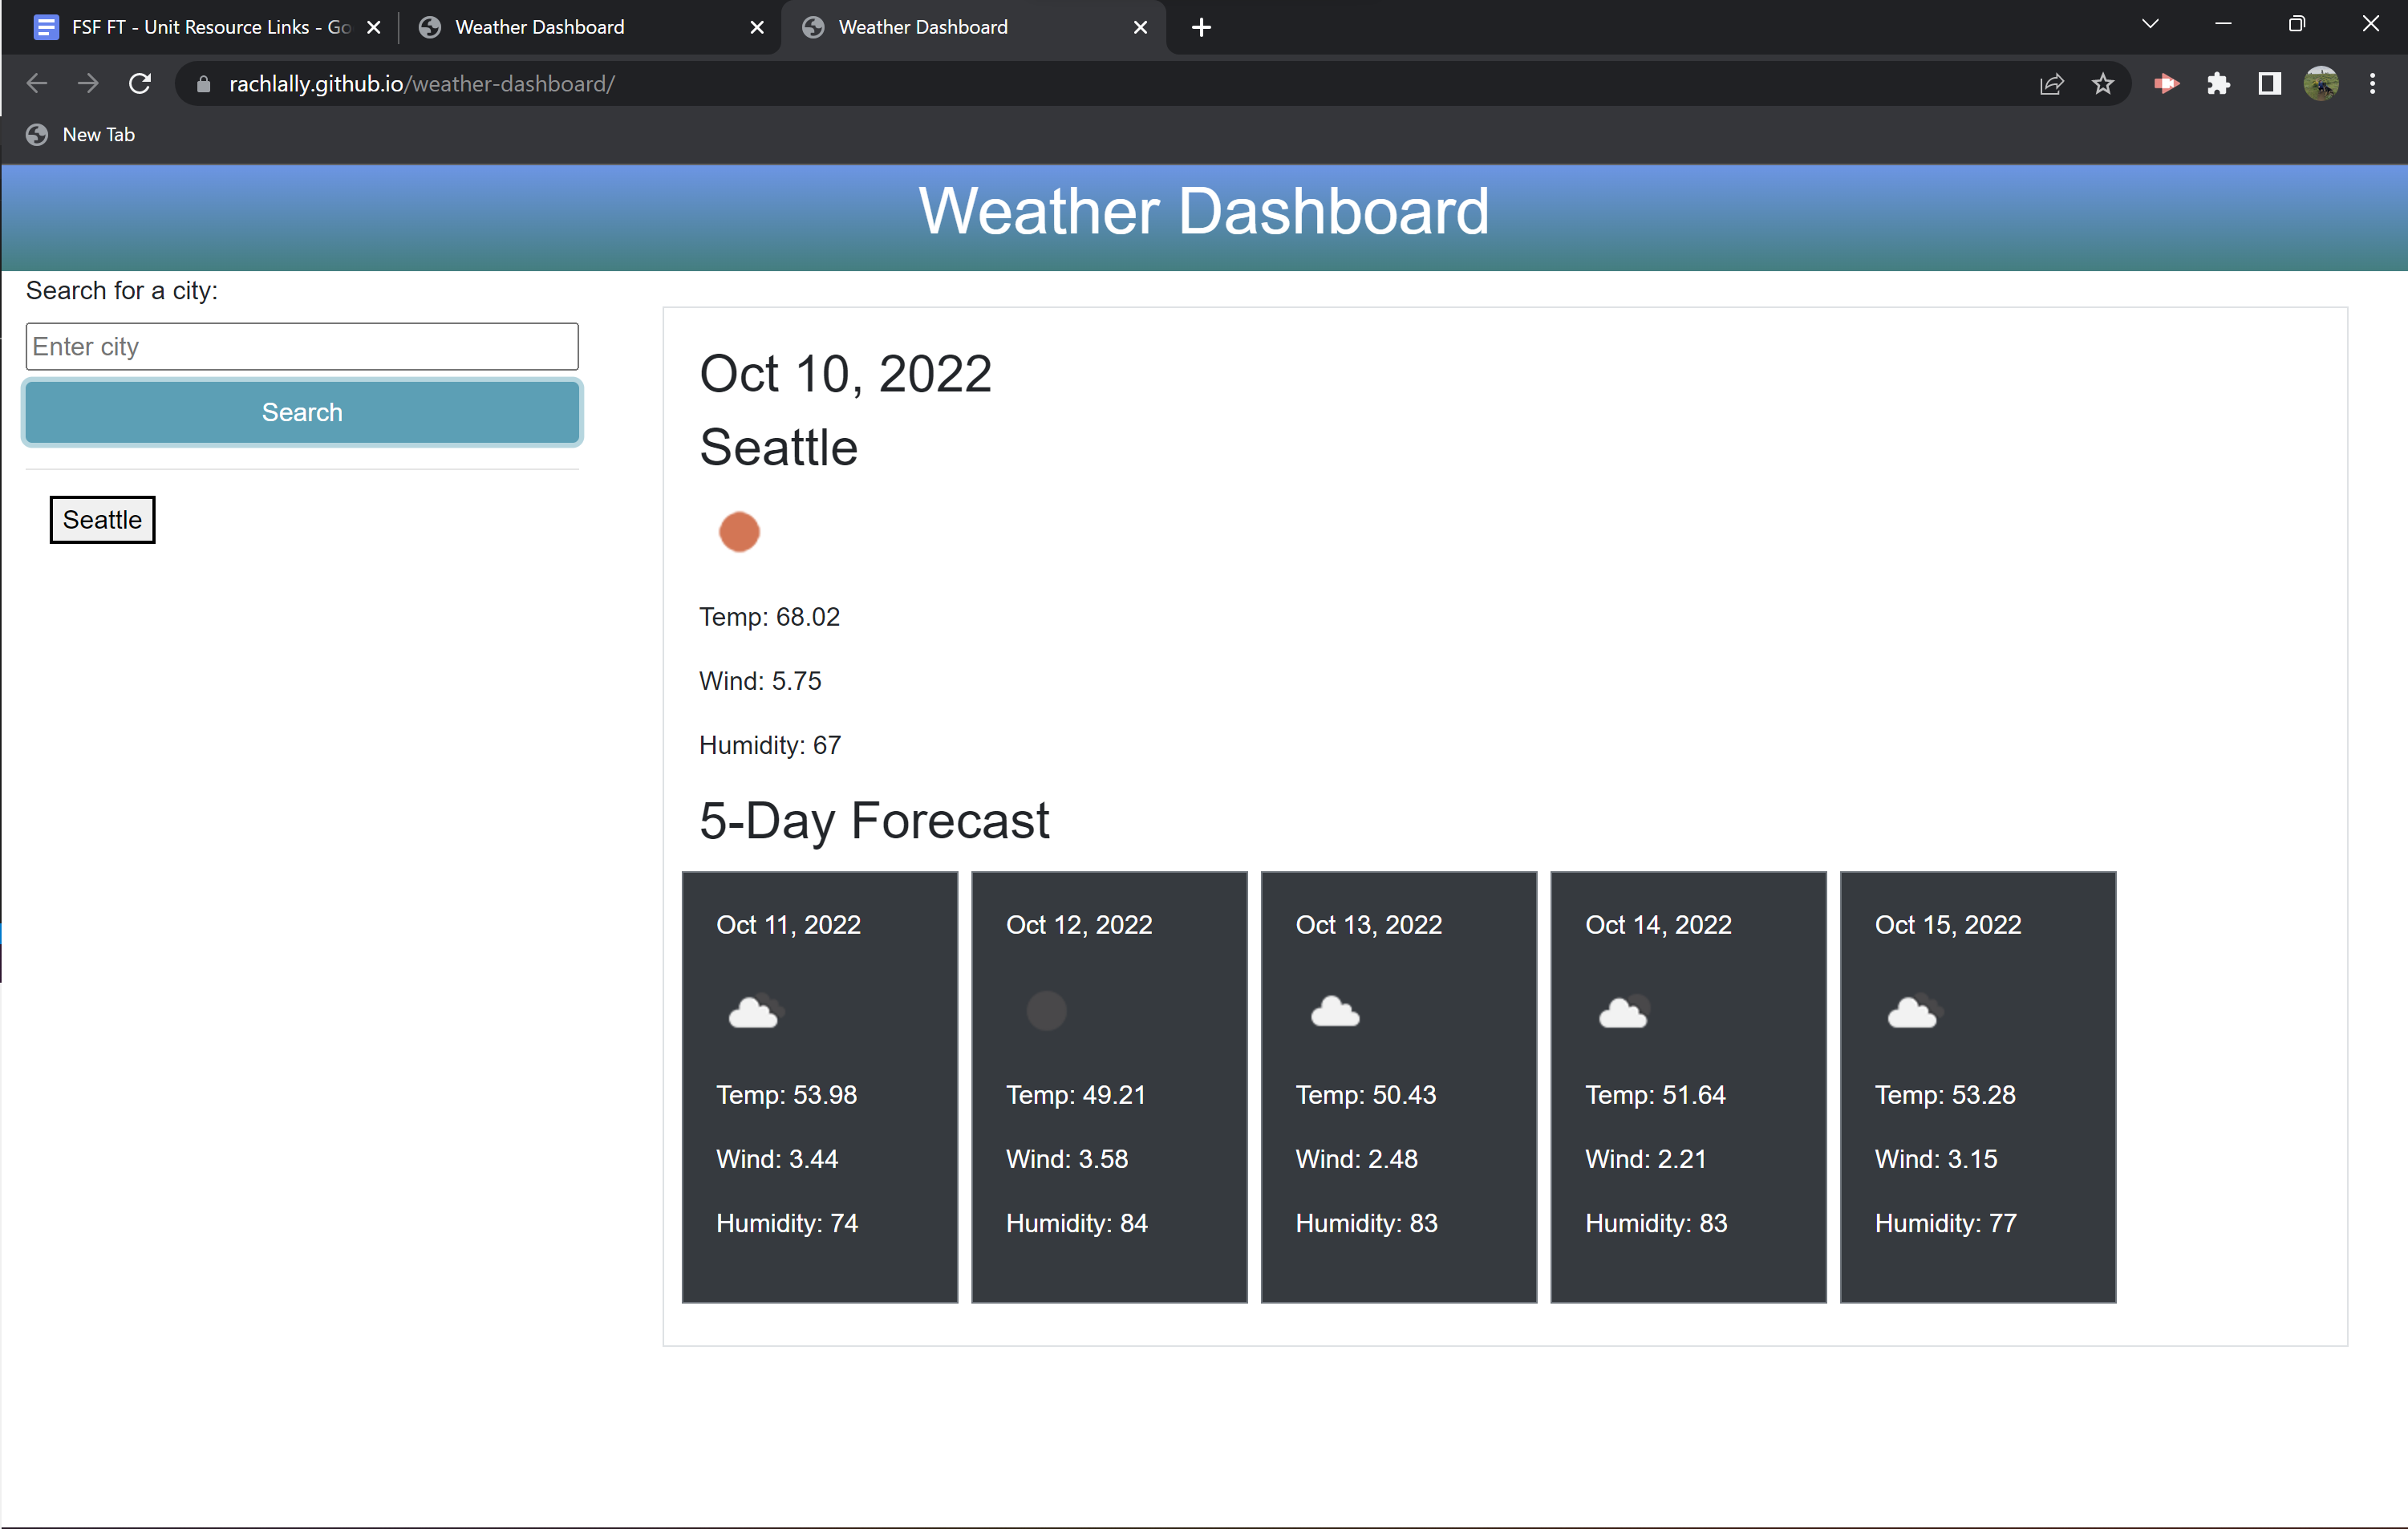 FSF FT - Unit Resource Links - Go
Weather Dashboard
Weather Dashboard
rachlally.github.io/weather-dashboard/
New Tab
Weather Dashboard
Search for a city:
Enter city
Search
Seattle
Oct 10, 2022
Seattle
Temp: 68.02
Wind: 5.75
Humidity: 67
5-Day Forecast
Oct 11, 2022
Temp: 53.98
Wind: 3.44
Humidity: 74
Oct 12, 2022
Temp: 49.21
Wind: 3.58
Humidity: 84
Oct 13, 2022
Temp: 50.43
Wind: 2.48
Humidity: 83
Oct 14, 2022
Temp: 51.64
Wind: 2.21
Humidity: 83
Oct 15, 2022
Temp: 53.28
Wind: 3.15
Humidity: 77